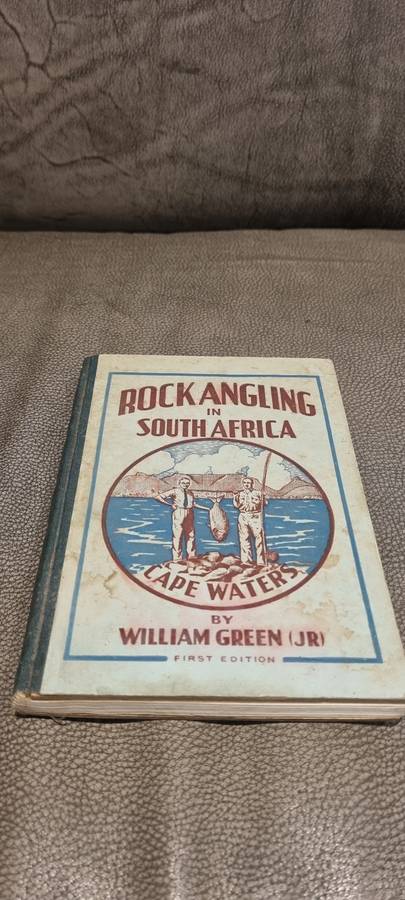 ROCK ANGLING
IN
SOUTH AFRICA
CAPE WATERS
BY
WILLIAM GREEN (JR)
FIRST EDITION